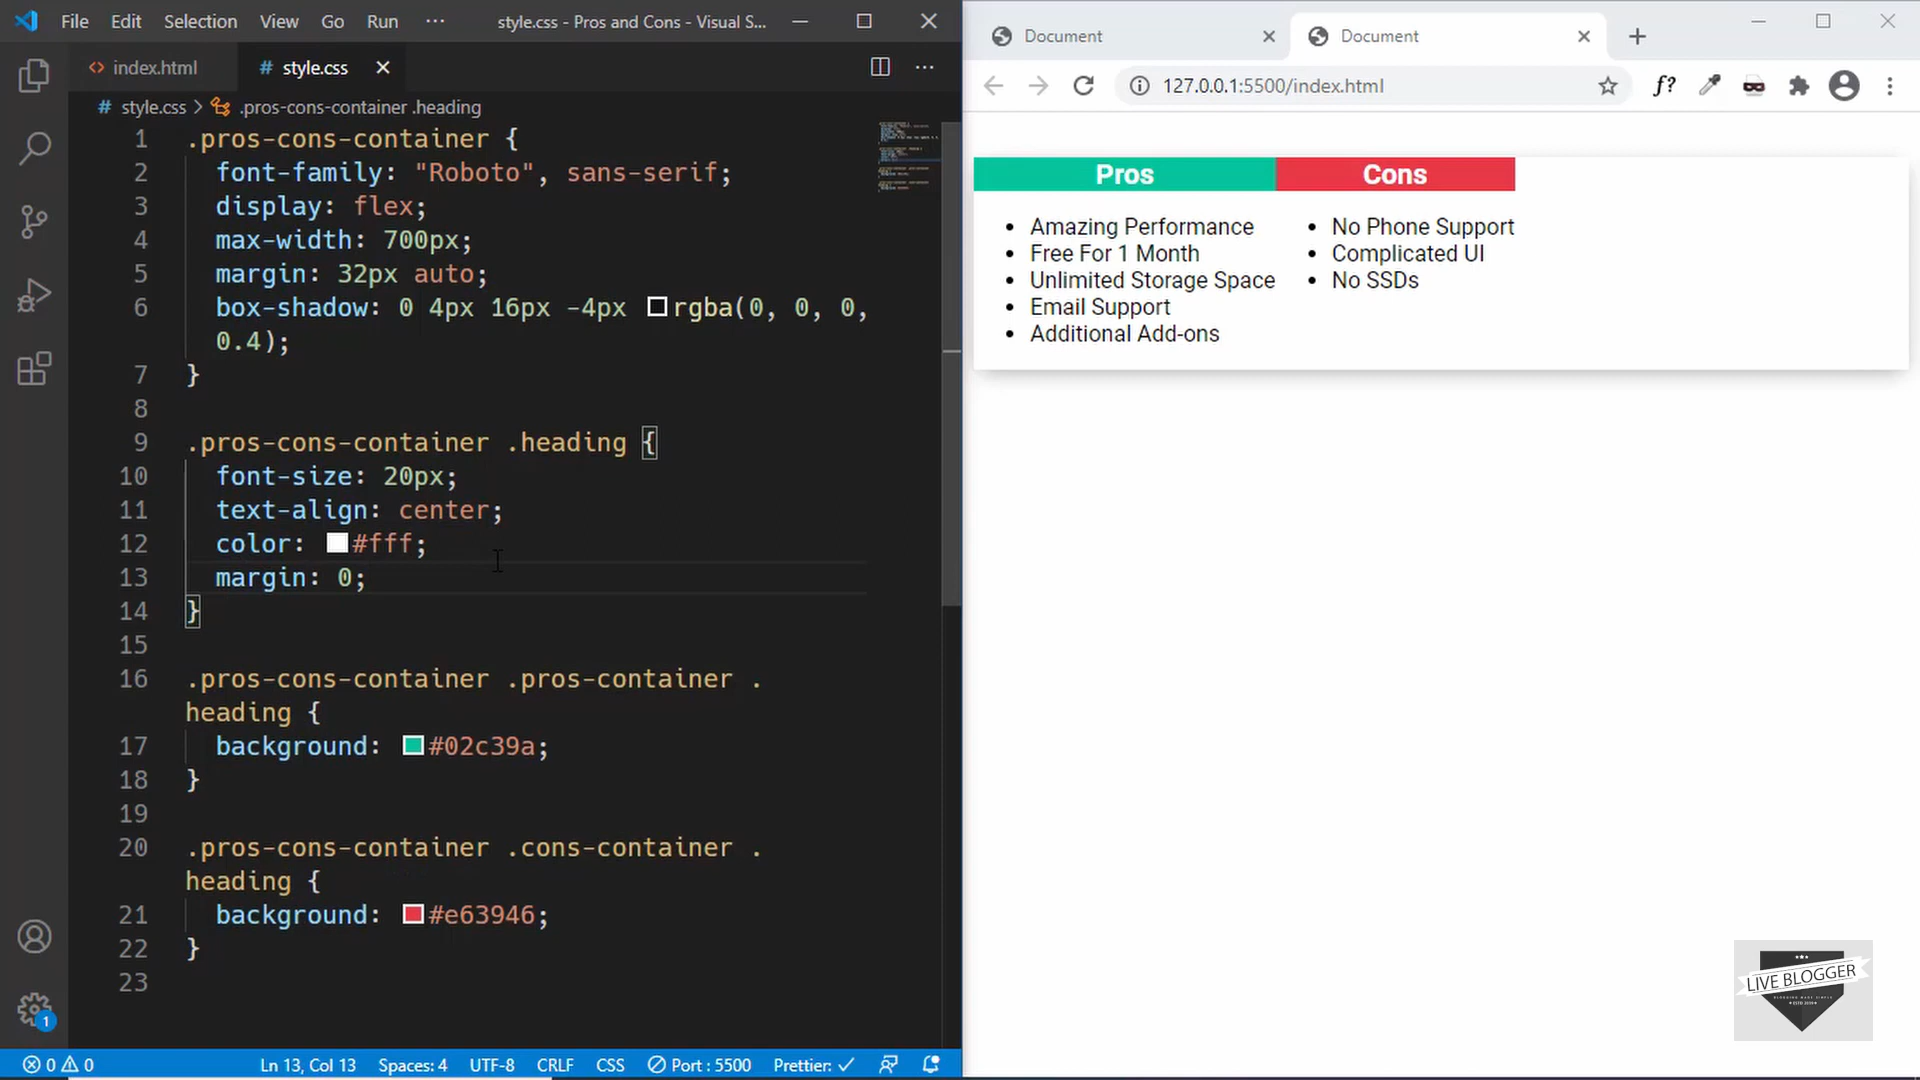 File Edit Selection View Go Run ··· style.css - Pros and Cons - Visual S...
index.html # style.css
# style.css > .pros-cons-container .heading
1 .pros-cons-container {
2 font-family: "Roboto", sans-serif;
3 display: flex;
4 max-width: 700px;
5 margin: 32px auto;
6 box-shadow: 0 4px 16px -4px rgba(0, 0, 0,
0.4);
7 }
8
9 .pros-cons-container .heading {
10 font-size: 20px;
11 text-align: center;
12 color: #fff;
13 margin: 0;
14 }
15
16 .pros-cons-container .pros-container .
heading {
17 background: #02c39a;
18 }
19
20 .pros-cons-container .cons-container .
heading {
21 background: #e63946;
22 }
23
1
0 0 Ln 13, Col 13 Spaces: 4 UTF-8 CRLF CSS Port : 5500 Prettier: ✓
Document Document
127.0.0.1:5500/index.html f?
Pros Cons
• Amazing Performance
• Free For 1 Month
• Unlimited Storage Space
• Email Support
• Additional Add-ons
• No Phone Support
• Complicated UI
• No SSDs
LIVE BLOGGER